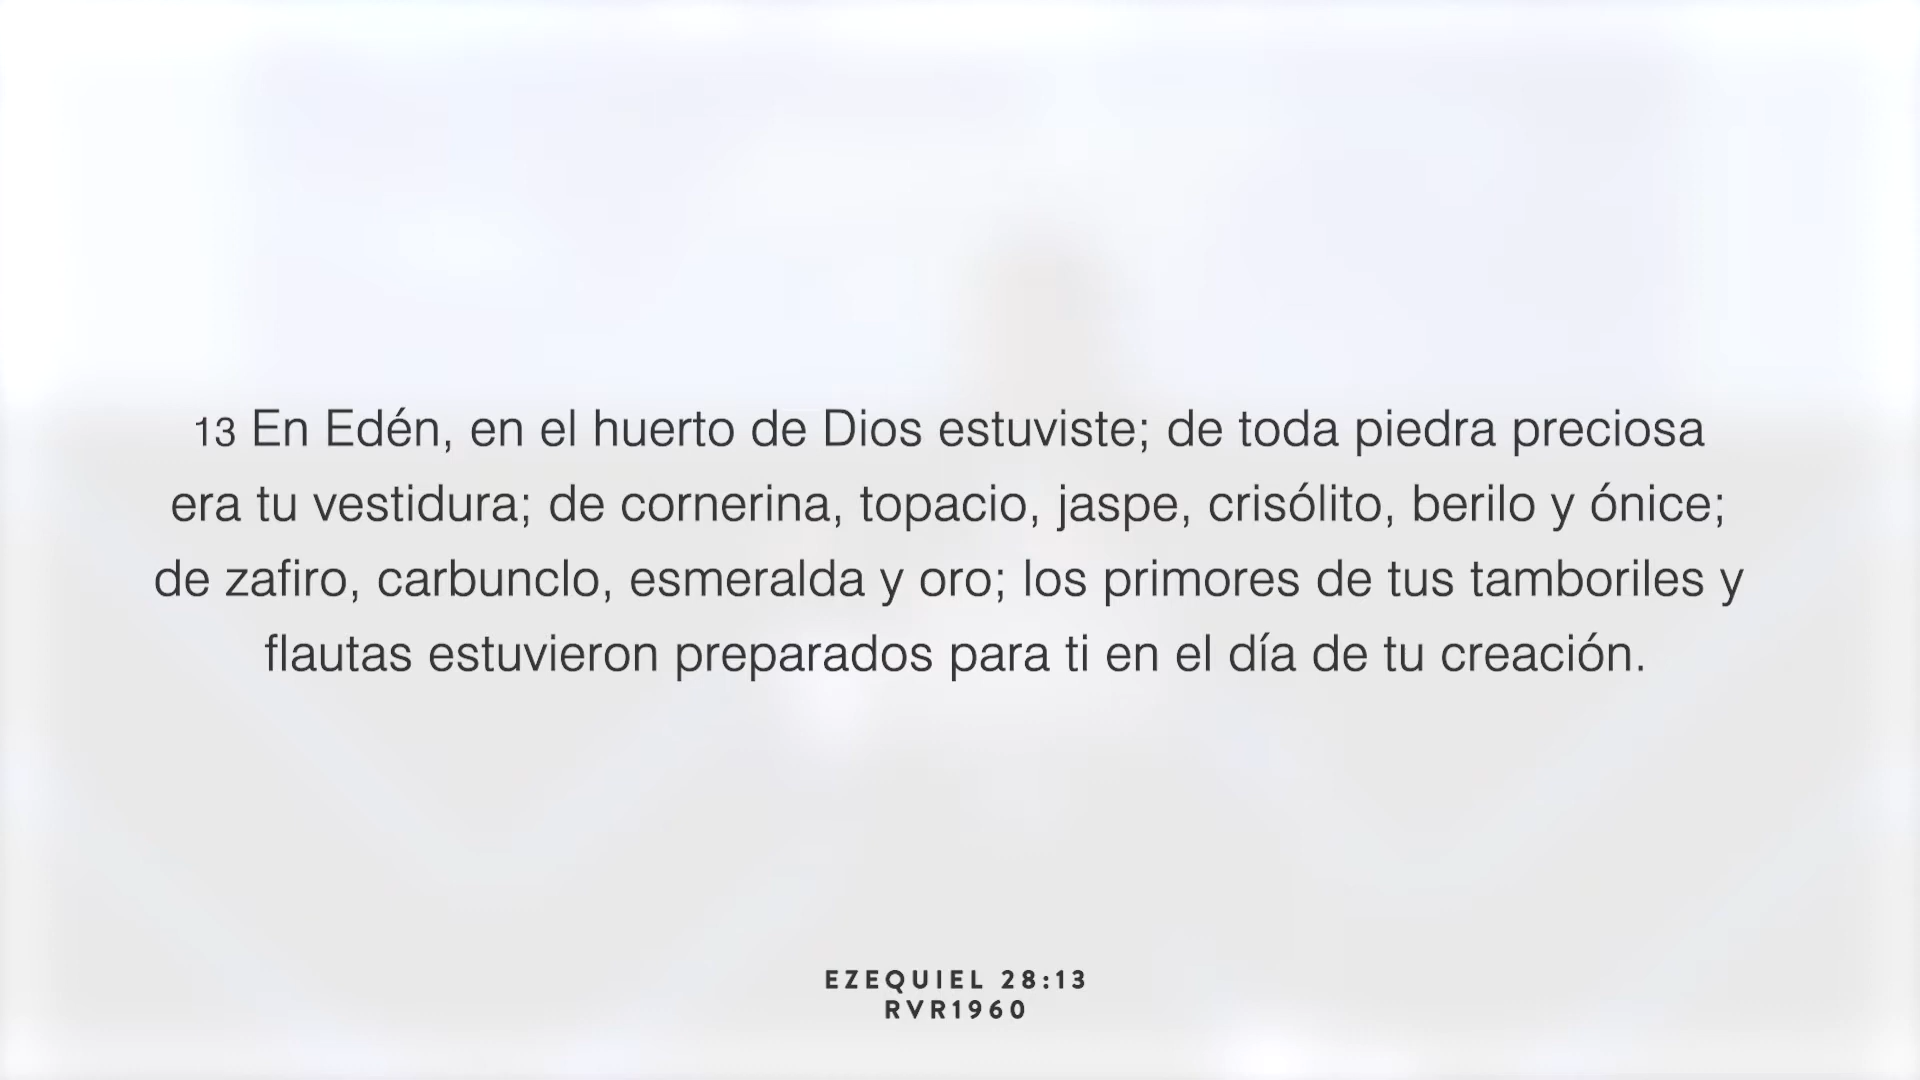 13 En Edén, en el huerto de Dios estuviste; de toda piedra preciosa
era tu vestidura; de cornerina, topacio, jaspe, crisólito, berilo y ónice;
de zafiro, carbunclo, esmeralda y oro; los primores de tus tamboriles y
flautas estuvieron preparados para ti en el día de tu creación.
EZEQUIEL 28:13
RVR1960